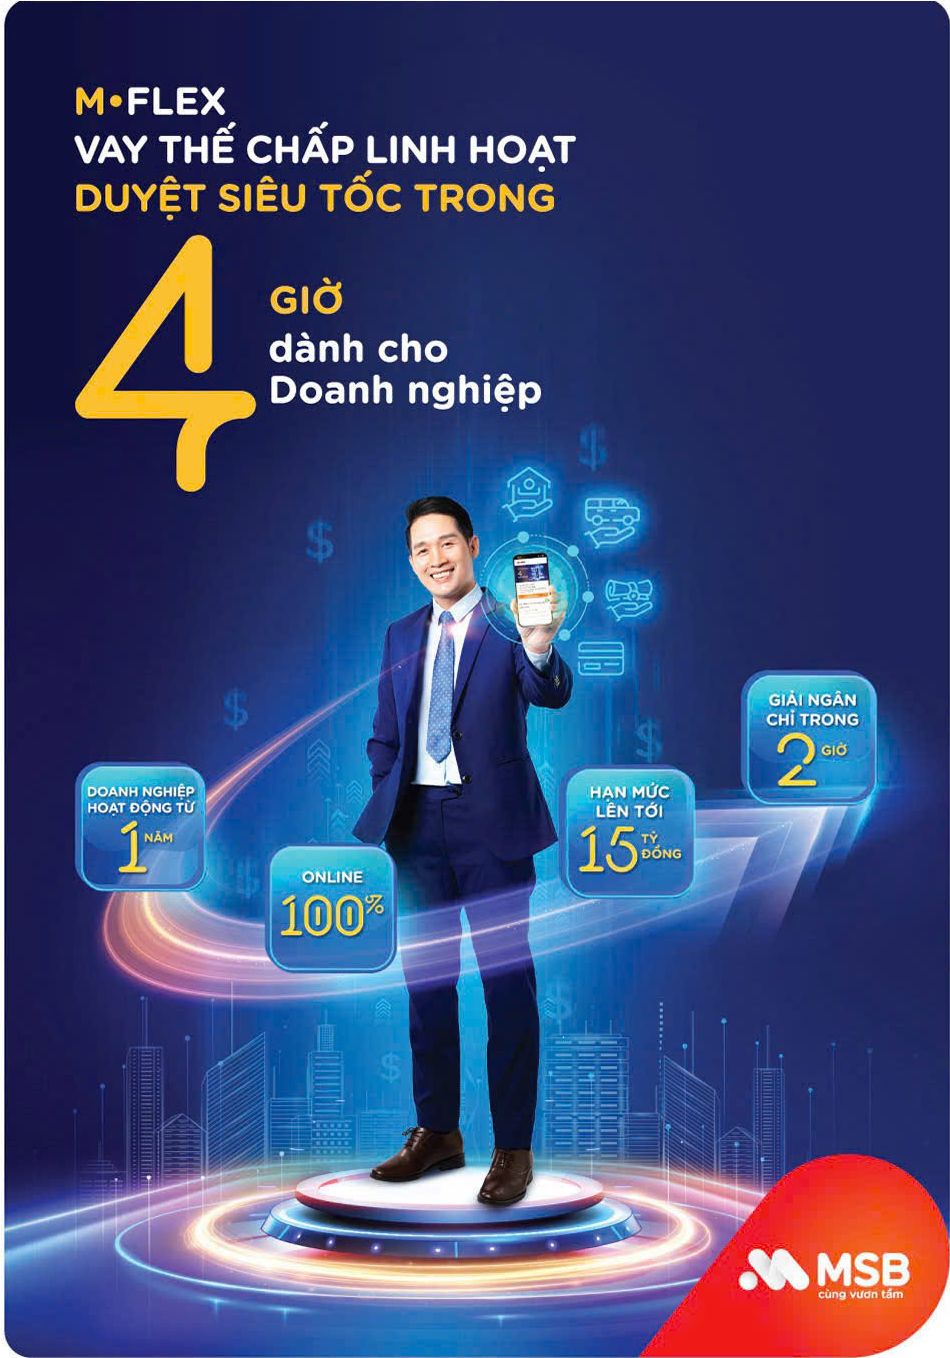 M•FLEX
VAY THẾ CHẤP LINH HOẠT
DUYỆT SIÊU TỐC TRONG
4 GIỜ
dành cho
Doanh nghiệp
GIẢI NGÂN
CHỈ TRONG
2 GIỜ
DOANH NGHIỆP
HOẠT ĐỘNG TỪ
1 NĂM
HẠN MỨC
LÊN TỚI
15 TỶ
ĐỒNG
ONLINE
100%
MSB
cùng vươn tầm